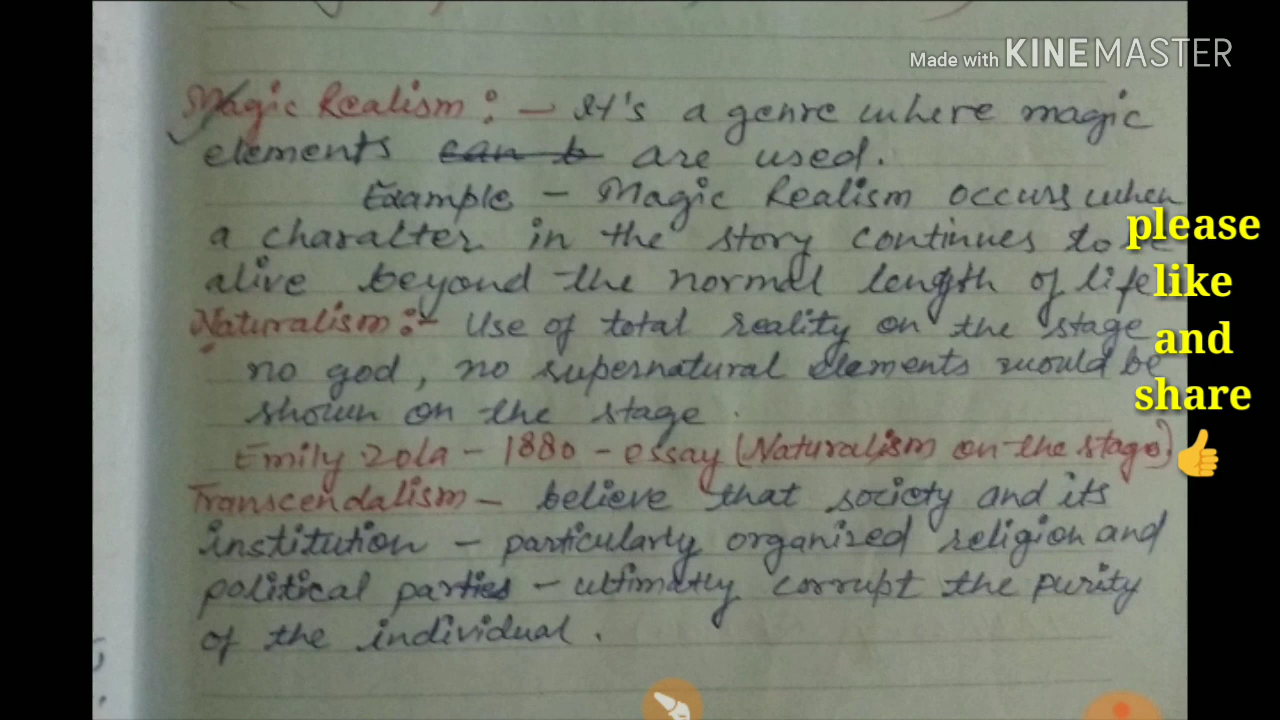 Made with KINEMASTER
Magic Realism :- It's a genre where magic
elements can b are used.
Example - Magic Realism occurs when
a charalter in the story continues to
alive beyond the normal length of life
Naturalism :- Use of total reality on the stage
no god, no supernatural elements would be
shown on the stage.
Emily Zola - 1880 - essay (Naturalism on the stage)
Transcendalism - believe that society and its
institution - particularly organized religion and
political parties - ultimatly corrupt the purity
of the individual.
please
like
and
share